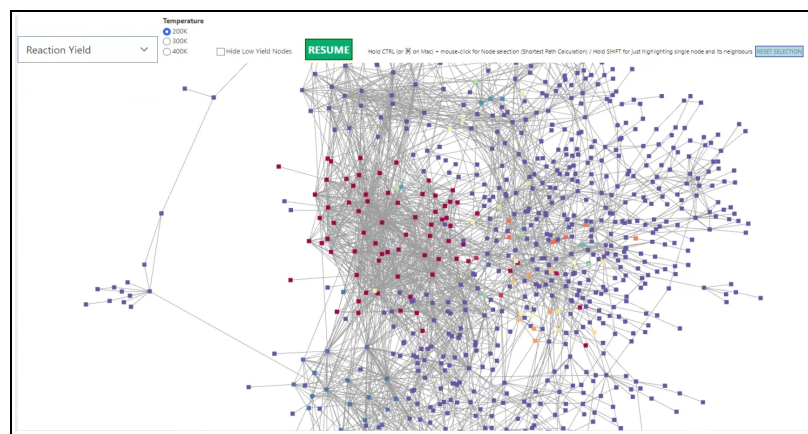 Temperature
Reaction Yield
200K
300K
400K
Hide Low Yield Nodes
RESUME
Hold CTRL (or ⌘ on Mac) + mouse-click for Node selection (Shortest Path Calculation) / Hold SHIFT for just highlighting single node and its neighbours
RESET SELECTION